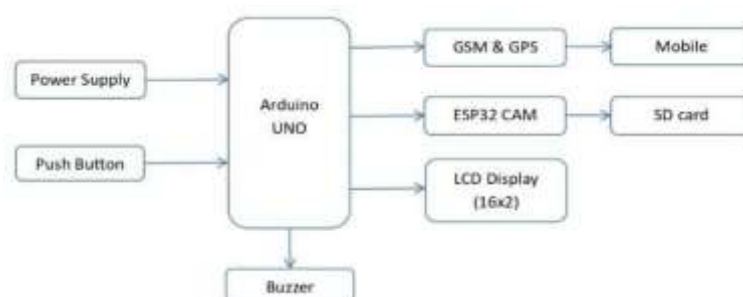 GSM & GPS
Mobile
Power Supply
Arduino
UNO
ESP32 CAM
SD card
Push Button
LCD Display
(16x2)
Buzzer